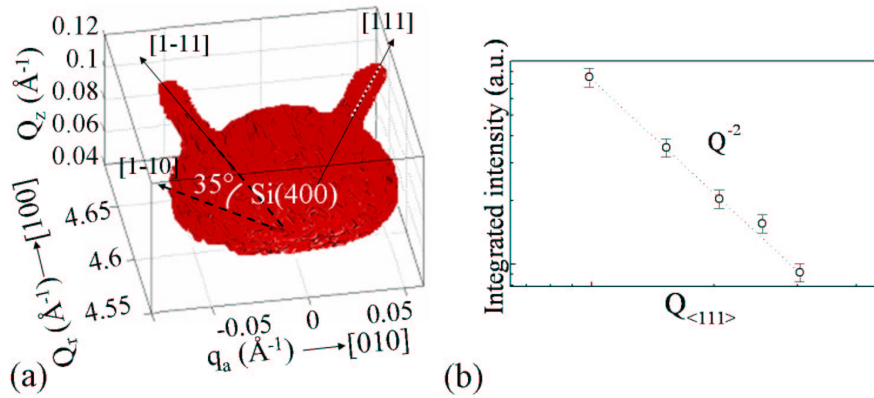 0.12
0.1
0.08
0.06
0.04
Q_z (Å⁻¹)
[1-11]
[111]
[1-10]
35°
Si(400)
4.65
4.6
4.55
Q_r (Å⁻¹) →[100]
-0.05
0
0.05
q_a (Å⁻¹) →[010]
(a)
Integrated intensity (a.u.)
Q⁻²
Q_<111>
(b)